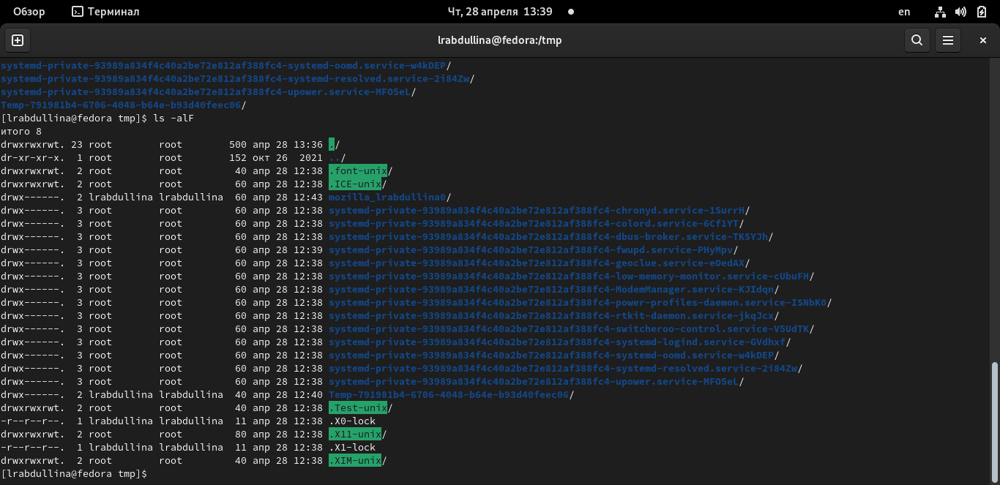 Обзор Терминал Чт, 28 апреля 13:39 en
lrabdullina@fedora:/tmp
systemd-private-93989a834f4c40a2be72e812af388fc4-systemd-oomd.service-w4kDEP/
systemd-private-93989a834f4c40a2be72e812af388fc4-systemd-resolved.service-2i84Zw/
systemd-private-93989a834f4c40a2be72e812af388fc4-upower.service-MFO5eL/
Temp-791981b4-6706-4048-b64e-b93d40feec06/
[lrabdullina@fedora tmp]$ ls -alF
итого 8
drwxrwxrwt. 23 root        root        500 апр 28 13:36 ./
dr-xr-xr-x.  1 root        root        152 окт 26  2021 ../
drwxrwxrwt.  2 root        root         40 апр 28 12:38 .font-unix/
drwxrwxrwt.  2 root        root         60 апр 28 12:38 .ICE-unix/
drwx------.  2 lrabdullina lrabdullina  60 апр 28 12:43 mozilla_lrabdullina0/
drwx------.  3 root        root         60 апр 28 12:38 systemd-private-93989a834f4c40a2be72e812af388fc4-chronyd.service-1SurrH/
drwx------.  3 root        root         60 апр 28 12:38 systemd-private-93989a834f4c40a2be72e812af388fc4-colord.service-6Cf1YT/
drwx------.  3 root        root         60 апр 28 12:38 systemd-private-93989a834f4c40a2be72e812af388fc4-dbus-broker.service-TKSYJh/
drwx------.  3 root        root         60 апр 28 12:39 systemd-private-93989a834f4c40a2be72e812af388fc4-fwupd.service-PHyMpv/
drwx------.  3 root        root         60 апр 28 12:38 systemd-private-93989a834f4c40a2be72e812af388fc4-geoclue.service-eOedAX/
drwx------.  3 root        root         60 апр 28 12:38 systemd-private-93989a834f4c40a2be72e812af388fc4-low-memory-monitor.service-cUbuFH/
drwx------.  3 root        root         60 апр 28 12:38 systemd-private-93989a834f4c40a2be72e812af388fc4-ModemManager.service-KJIdqn/
drwx------.  3 root        root         60 апр 28 12:38 systemd-private-93989a834f4c40a2be72e812af388fc4-power-profiles-daemon.service-ISNbK0/
drwx------.  3 root        root         60 апр 28 12:38 systemd-private-93989a834f4c40a2be72e812af388fc4-rtkit-daemon.service-jkqJcx/
drwx------.  3 root        root         60 апр 28 12:38 systemd-private-93989a834f4c40a2be72e812af388fc4-switcheroo-control.service-V5UdTK/
drwx------.  3 root        root         60 апр 28 12:38 systemd-private-93989a834f4c40a2be72e812af388fc4-systemd-logind.service-GVdhxf/
drwx------.  3 root        root         60 апр 28 12:38 systemd-private-93989a834f4c40a2be72e812af388fc4-systemd-oomd.service-w4kDEP/
drwx------.  3 root        root         60 апр 28 12:38 systemd-private-93989a834f4c40a2be72e812af388fc4-systemd-resolved.service-2i84Zw/
drwx------.  3 root        root         60 апр 28 12:38 systemd-private-93989a834f4c40a2be72e812af388fc4-upower.service-MFO5eL/
drwx------.  2 lrabdullina lrabdullina  40 апр 28 12:40 Temp-791981b4-6706-4048-b64e-b93d40feec06/
drwxrwxrwt.  2 root        root         40 апр 28 12:38 .Test-unix/
-r--r--r--.  1 lrabdullina lrabdullina  11 апр 28 12:38 .X0-lock
drwxrwxrwt.  2 root        root         80 апр 28 12:38 .X11-unix/
-r--r--r--.  1 lrabdullina lrabdullina  11 апр 28 12:38 .X1-lock
drwxrwxrwt.  2 root        root         40 апр 28 12:38 .XIM-unix/
[lrabdullina@fedora tmp]$